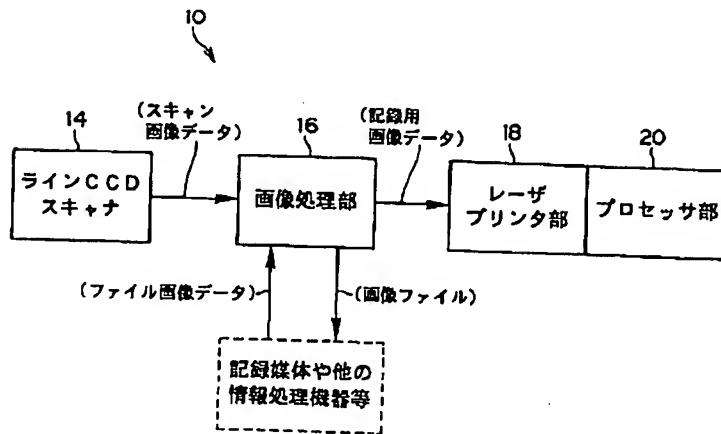 10
14
ラインCCD
スキャナ
(スキャン
画像データ)
16
画像処理部
(記録用
画像データ)
18
レーザ
プリンタ部
20
プロセッサ部
(ファイル画像データ)
(画像ファイル)
記録媒体や他の
情報処理機器等